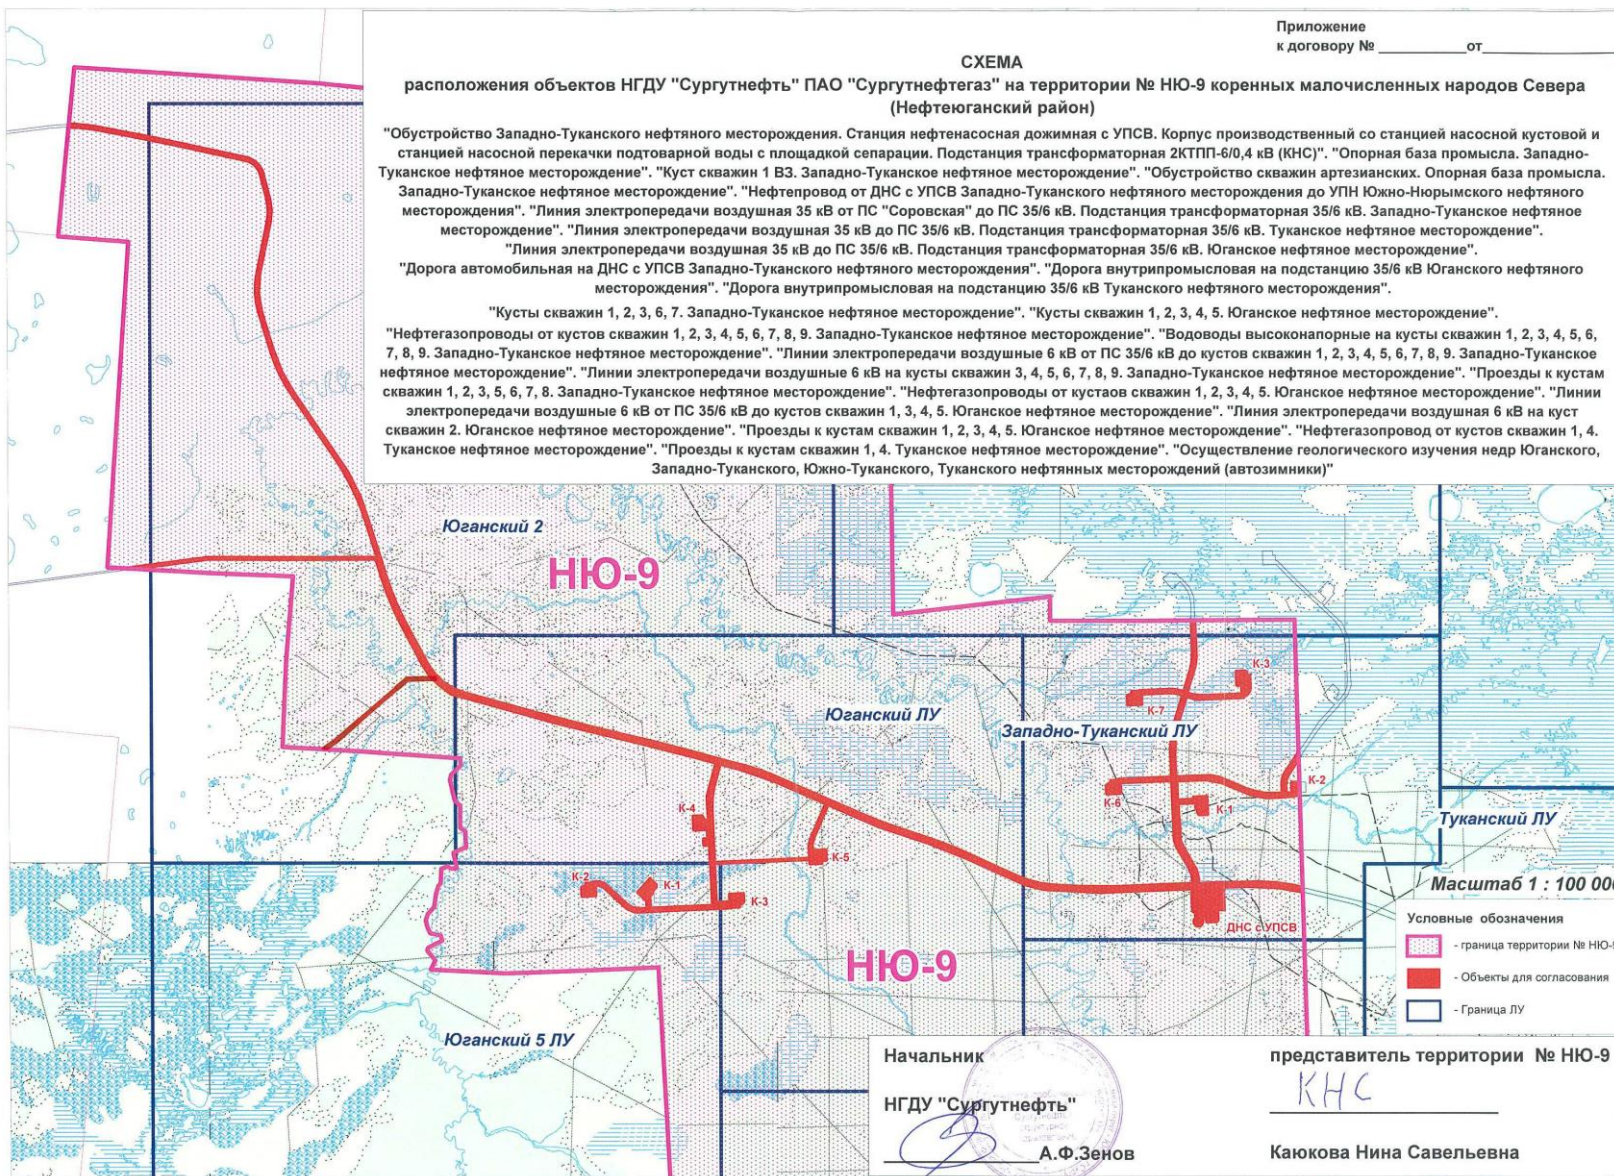 Приложение
к договору № __________ от __________
СХЕМА
расположения объектов НГДУ "Сургутнефть" ПАО "Сургутнефтегаз" на территории № НЮ-9 коренных малочисленных народов Севера
(Нефтеюганский район)
"Обустройство Западно-Туканского нефтяного месторождения. Станция нефтенасосная дожимная с УПСВ. Корпус производственный со станцией насосной кустовой и
станцией насосной перекачки подтоварной воды с площадкой сепарации. Подстанция трансформаторная 2КТПП-6/0,4 кВ (КНС)". "Опорная база промысла. Западно-
Туканское нефтяное месторождение". "Куст скважин 1 ВЗ. Западно-Туканское нефтяное месторождение". "Обустройство скважин артезианских. Опорная база промысла.
Западно-Туканское нефтяное месторождение". "Нефтепровод от ДНС с УПСВ Западно-Туканского нефтяного месторождения до УПН Южно-Нюрымского нефтяного
месторождения". "Линия электропередачи воздушная 35 кВ от ПС "Соровская" до ПС 35/6 кВ. Подстанция трансформаторная 35/6 кВ. Западно-Туканское нефтяное
месторождение". "Линия электропередачи воздушная 35 кВ до ПС 35/6 кВ. Подстанция трансформаторная 35/6 кВ. Туканское нефтяное месторождение".
"Линия электропередачи воздушная 35 кВ до ПС 35/6 кВ. Подстанция трансформаторная 35/6 кВ. Юганское нефтяное месторождение".
"Дорога автомобильная на ДНС с УПСВ Западно-Туканского нефтяного месторождения". "Дорога внутрипромысловая на подстанцию 35/6 кВ Юганского нефтяного
месторождения". "Дорога внутрипромысловая на подстанцию 35/6 кВ Туканского нефтяного месторождения".
"Кусты скважин 1, 2, 3, 6, 7. Западно-Туканское нефтяное месторождение". "Кусты скважин 1, 2, 3, 4, 5. Юганское нефтяное месторождение".
"Нефтегазопроводы от кустов скважин 1, 2, 3, 4, 5, 6, 7, 8, 9. Западно-Туканское нефтяное месторождение". "Водоводы высоконапорные на кусты скважин 1, 2, 3, 4, 5, 6,
7, 8, 9. Западно-Туканское нефтяное месторождение". "Линии электропередачи воздушные 6 кВ от ПС 35/6 кВ до кустов скважин 1, 2, 3, 4, 5, 6, 7, 8, 9. Западно-Туканское
нефтяное месторождение". "Линии электропередачи воздушные 6 кВ на кусты скважин 3, 4, 5, 6, 7, 8, 9. Западно-Туканское нефтяное месторождение". "Проезды к кустам
скважин 1, 2, 3, 5, 6, 7, 8. Западно-Туканское нефтяное месторождение". "Нефтегазопроводы от кустаов скважин 1, 2, 3, 4, 5. Юганское нефтяное месторождение". "Линии
электропередачи воздушные 6 кВ от ПС 35/6 кВ до кустов скважин 1, 3, 4, 5. Юганское нефтяное месторождение". "Линия электропередачи воздушная 6 кВ на куст
скважин 2. Юганское нефтяное месторождение". "Проезды к кустам скважин 1, 2, 3, 4, 5. Юганское нефтяное месторождение". "Нефтегазопровод от кустов скважин 1, 4.
Туканское нефтяное месторождение". "Проезды к кустам скважин 1, 4. Туканское нефтяное месторождение". "Осуществление геологического изучения недр Юганского,
Западно-Туканского, Южно-Туканского, Туканского нефтянных месторождений (автозимники)"
Юганский 2
НЮ-9
К-3
К-7
Юганский ЛУ
Западно-Туканский ЛУ
К-2
К-6
К-1
К-4
Туканский ЛУ
К-5
К-2
К-1
К-3
Масштаб 1 : 100 000
ДНС с УПСВ
НЮ-9
Юганский 5 ЛУ
Условные обозначения
- граница территории № НЮ-9
- Объекты для согласования
- Граница ЛУ
Начальник
НГДУ "Сургутнефть"
А.Ф.Зенов
представитель территории № НЮ-9
КНС
Каюкова Нина Савельевна